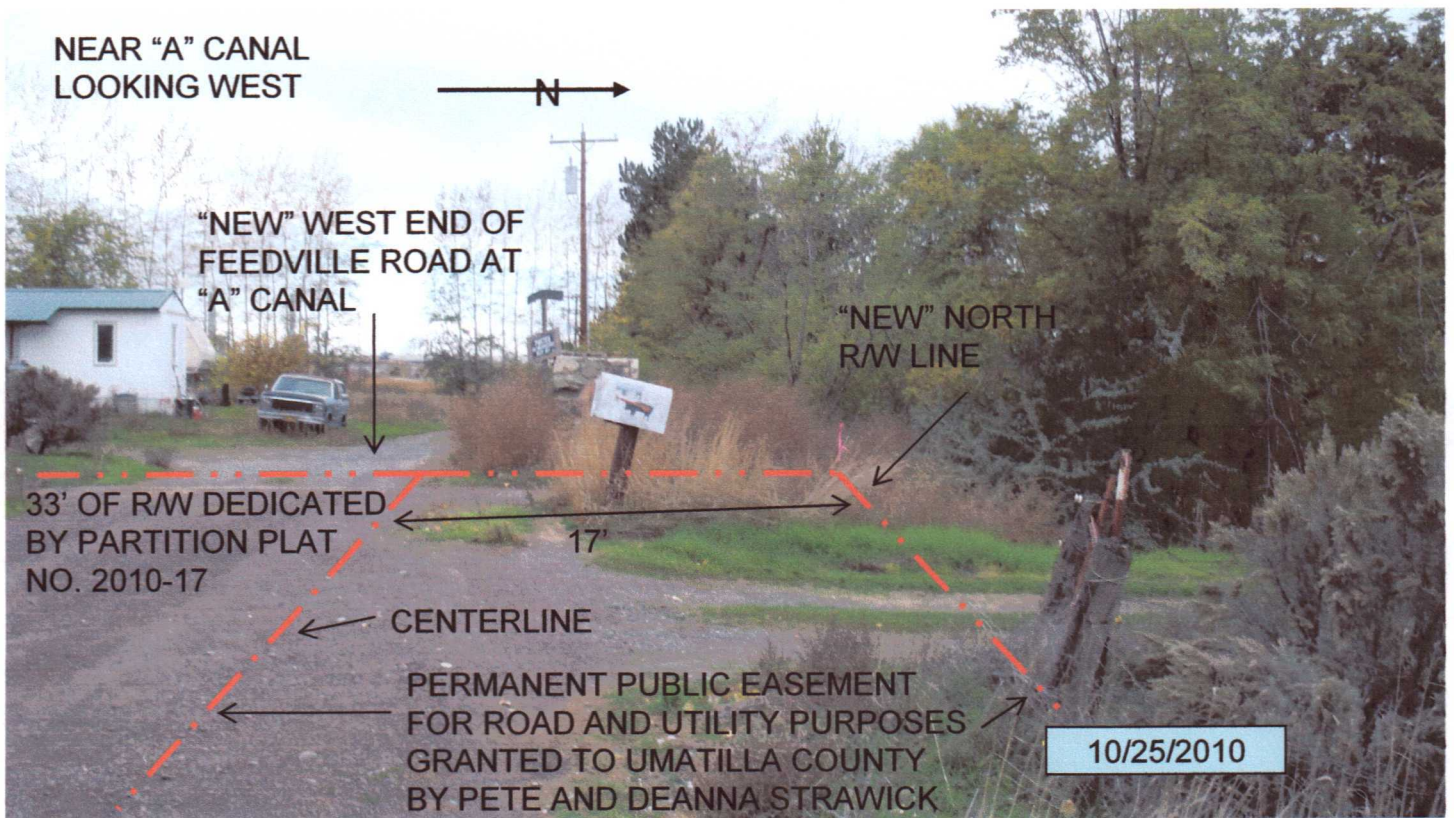 NEAR “A” CANAL
LOOKING WEST
N
“NEW” WEST END OF
FEEDVILLE ROAD AT
“A” CANAL
“NEW” NORTH
R/W LINE
33’ OF R/W DEDICATED
BY PARTITION PLAT
NO. 2010-17
17’
CENTERLINE
PERMANENT PUBLIC EASEMENT
FOR ROAD AND UTILITY PURPOSES
GRANTED TO UMATILLA COUNTY
BY PETE AND DEANNA STRAWICK
10/25/2010